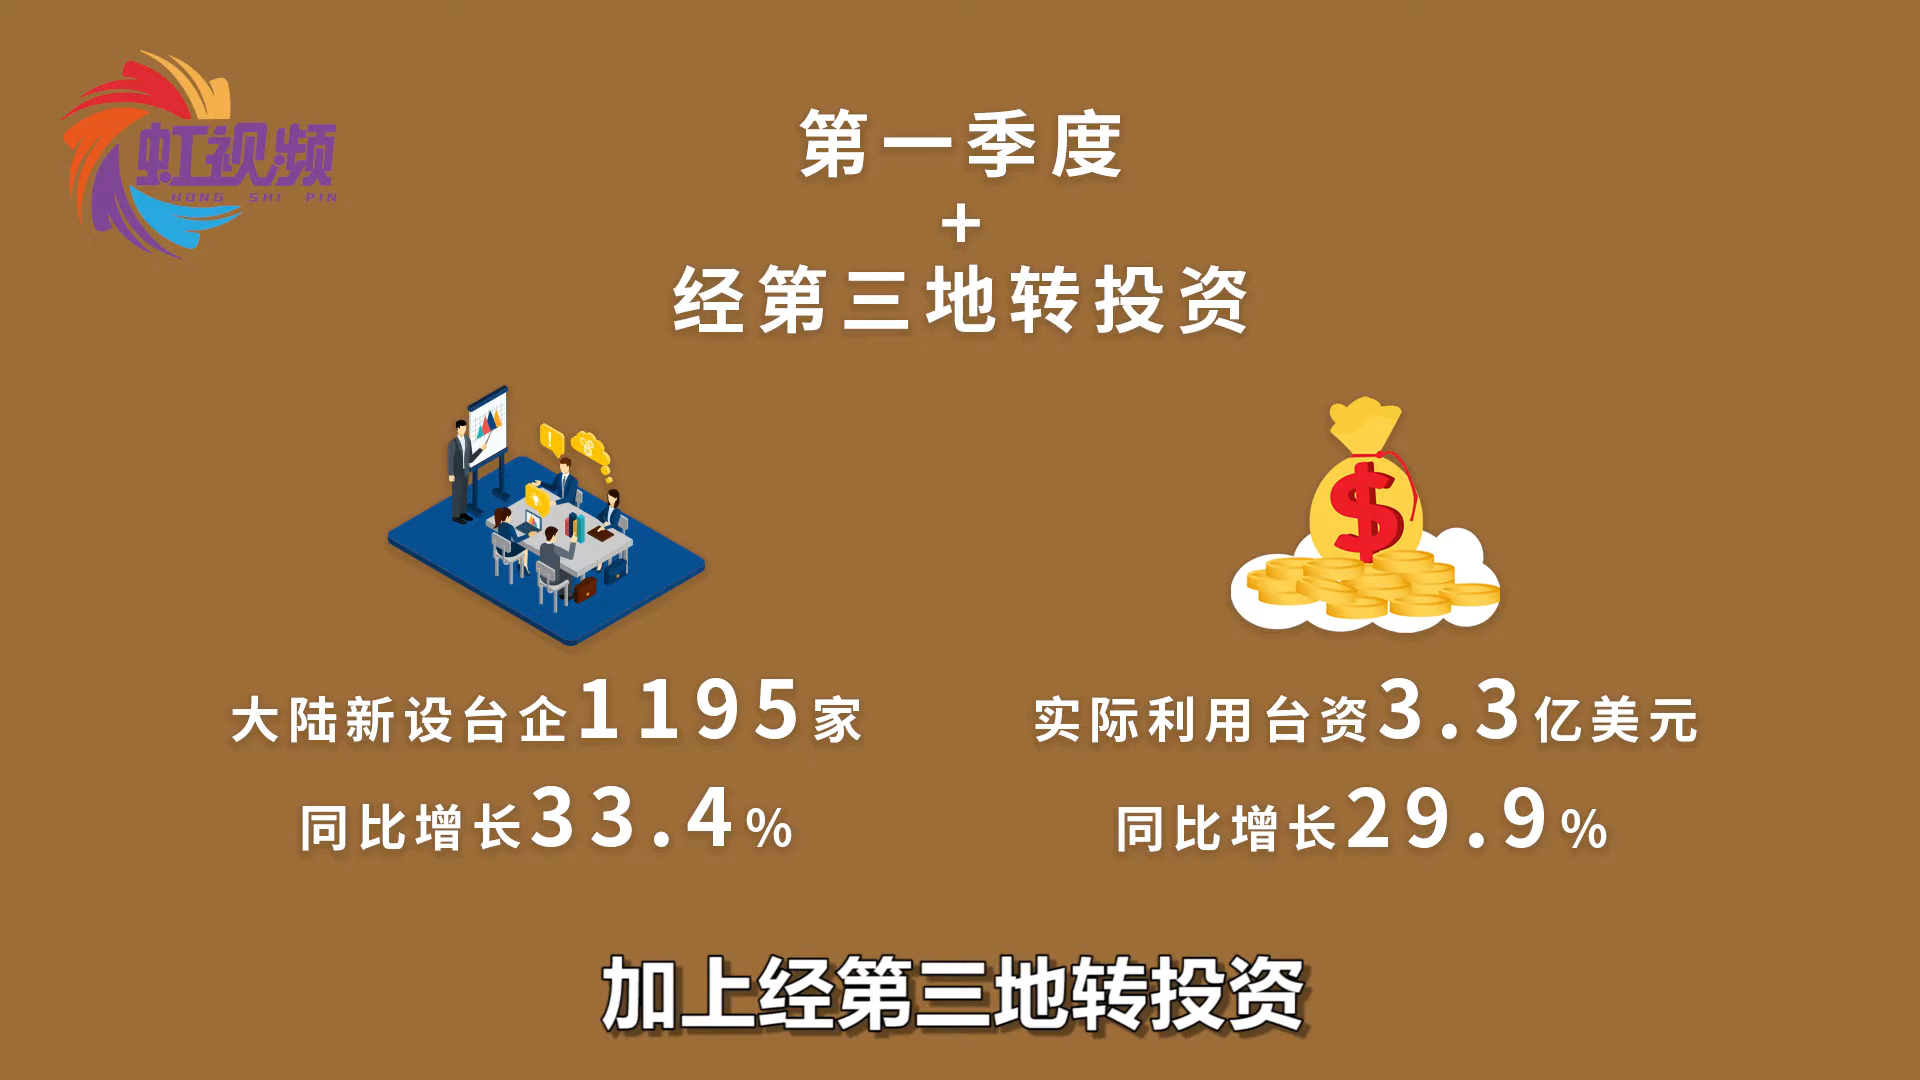 虹视频
HONG SHI PIN
第一季度
+
经第三地转投资
大陆新设台企1195家
同比增长33.4%
实际利用台资3.3亿美元
同比增长29.9%
加上经第三地转投资